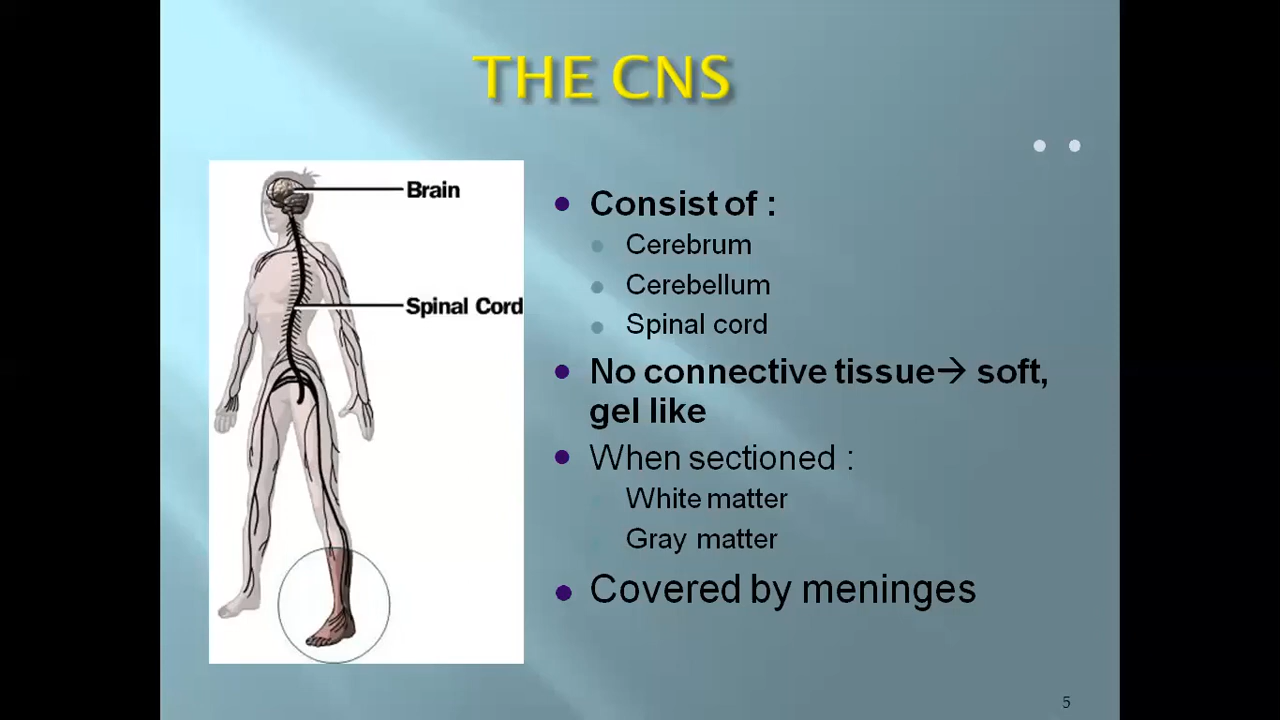 THE CNS
Brain
Spinal Cord
Consist of :
Cerebrum
Cerebellum
Spinal cord
No connective tissue→ soft,
gel like
When sectioned :
White matter
Gray matter
Covered by meninges
5